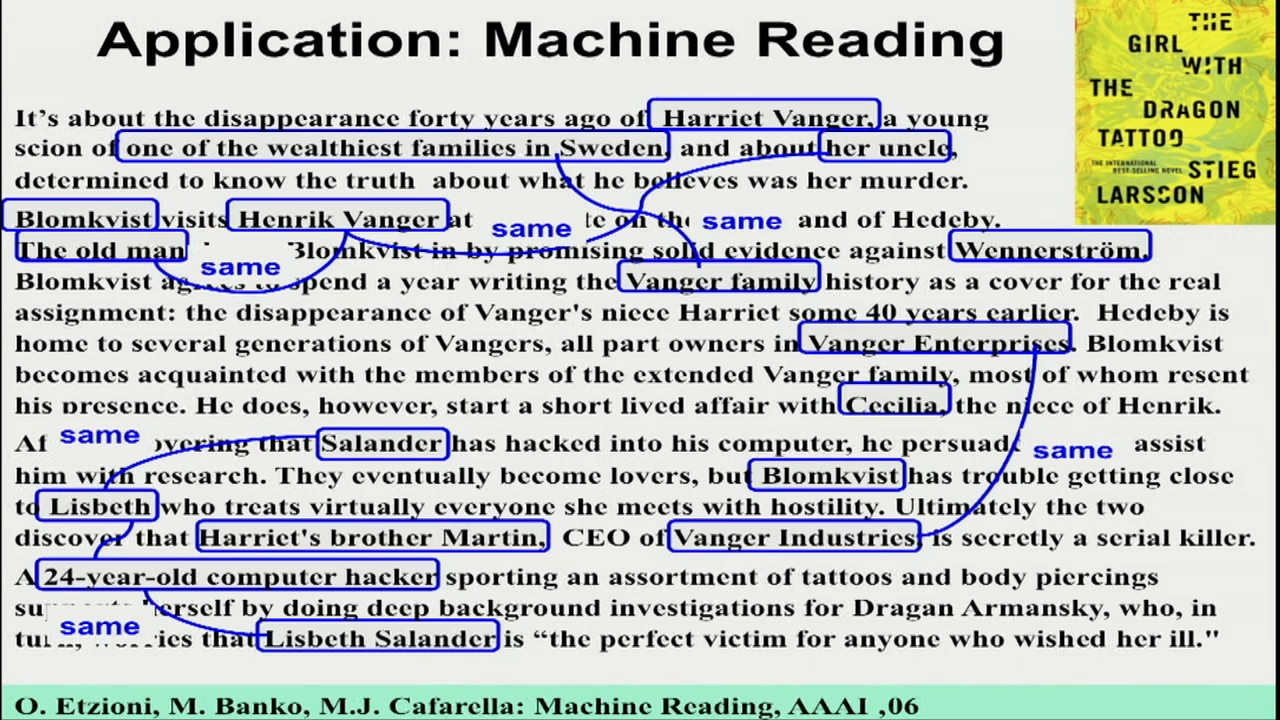 Application: Machine Reading
THE
GIRL
WITH
THE
DRAGON
TATTOO
THE INTERNATIONAL
BEST-SELLING NOVEL
STIEG
LARSSON
It's about the disappearance forty years ago of Harriet Vanger, a young
scion of one of the wealthiest families in Sweden, and about her uncle,
determined to know the truth about what he believes was her murder.
Blomkvist visits Henrik Vanger at same on the same and of Hedeby.
The old man same Blomkvist in by promising solid evidence against Wennerström.
Blomkvist agrees to spend a year writing the Vanger family history as a cover for the real
assignment: the disappearance of Vanger's niece Harriet some 40 years earlier. Hedeby is
home to several generations of Vangers, all part owners in Vanger Enterprises. Blomkvist
becomes acquainted with the members of the extended Vanger family, most of whom resent
his presence. He does, however, start a short lived affair with Cecilia, the niece of Henrik.
same that Salander has hacked into his computer, he same assist
him with research. They eventually become lovers, but Blomkvist has trouble getting close
to Lisbeth who treats virtually everyone she meets with hostility. Ultimately the two
discover that Harriet's brother Martin, CEO of Vanger Industries, is secretly a serial killer.
A 24-year-old computer hacker sporting an assortment of tattoos and body piercings
herself by doing deep background investigations for Dragan Armansky, who, in
same that Lisbeth Salander is “the perfect victim for anyone who wished her ill."
O. Etzioni, M. Banko, M.J. Cafarella: Machine Reading, AAAI ,06